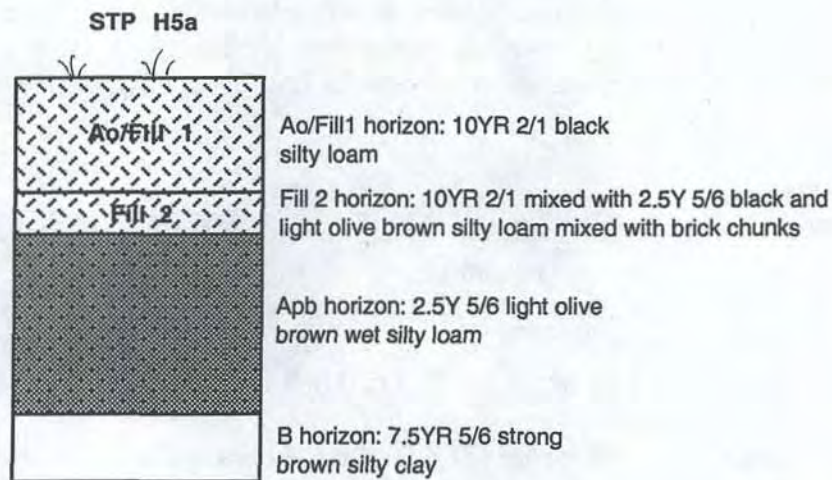 STP H5a
Ao/Fill 1
Ao/Fill1 horizon: 10YR 2/1 black
silty loam
Fill 2
Fill 2 horizon: 10YR 2/1 mixed with 2.5Y 5/6 black and
light olive brown silty loam mixed with brick chunks
Apb horizon: 2.5Y 5/6 light olive
brown wet silty loam
B horizon: 7.5YR 5/6 strong
brown silty clay